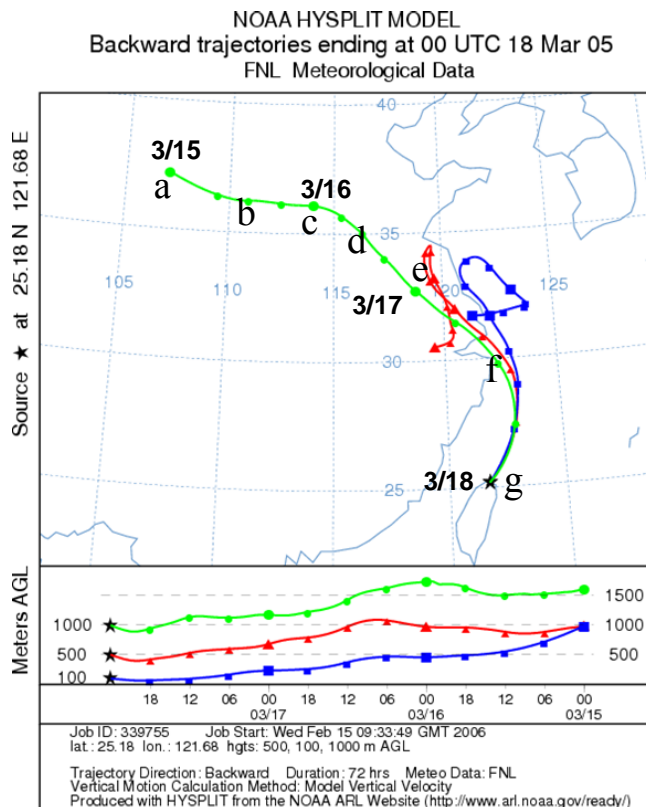 NOAA HYSPLIT MODEL
Backward trajectories ending at 00 UTC 18 Mar 05
FNL Meteorological Data
Source ★ at 25.18 N 121.68 E
40
3/15
a
b
3/16
c
35
d
e
105
110
115
120
125
3/17
30
f
3/18
g
25
Meters AGL
1500
1000
1000
500
500
100
18 12 06 00 18 12 06 00 18 12 06 00
03/17 03/16 03/15
Job ID: 339755 Job Start: Wed Feb 15 09:33:49 GMT 2006
lat.: 25.18 lon.: 121.68 hgts: 500, 100, 1000 m AGL
Trajectory Direction: Backward Duration: 72 hrs Meteo Data: FNL
Vertical Motion Calculation Method: Model Vertical Velocity
Produced with HYSPLIT from the NOAA ARL Website (http://www.arl.noaa.gov/ready/)